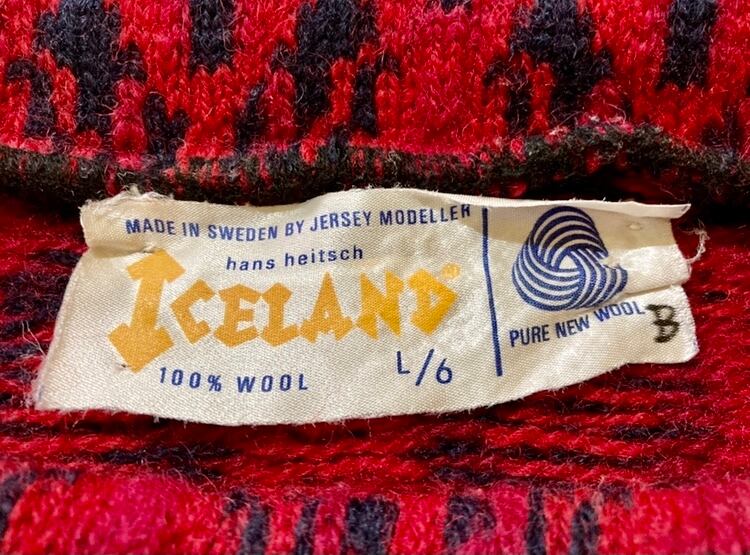 MADE IN SWEDEN BY JERSEY MODELLER
hans heitsch
ICELAND®
100% WOOL
L/6
PURE NEW WOOL
B